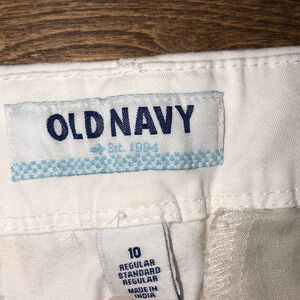 OLD NAVY
Est. 1994
10
REGULAR
STANDARD
REGULAR
MADE IN
INDIA